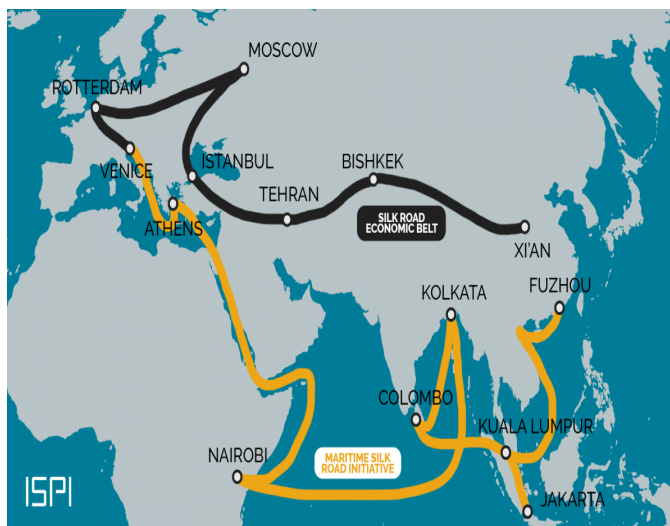 MOSCOW
ROTTERDAM
VENICE
ISTANBUL
BISHKEK
TEHRAN
ATHENS
SILK ROAD
ECONOMIC BELT
XI'AN
KOLKATA
FUZHOU
COLOMBO
KUALA LUMPUR
NAIROBI
MARITIME SILK
ROAD INITIATIVE
ISPI
JAKARTA